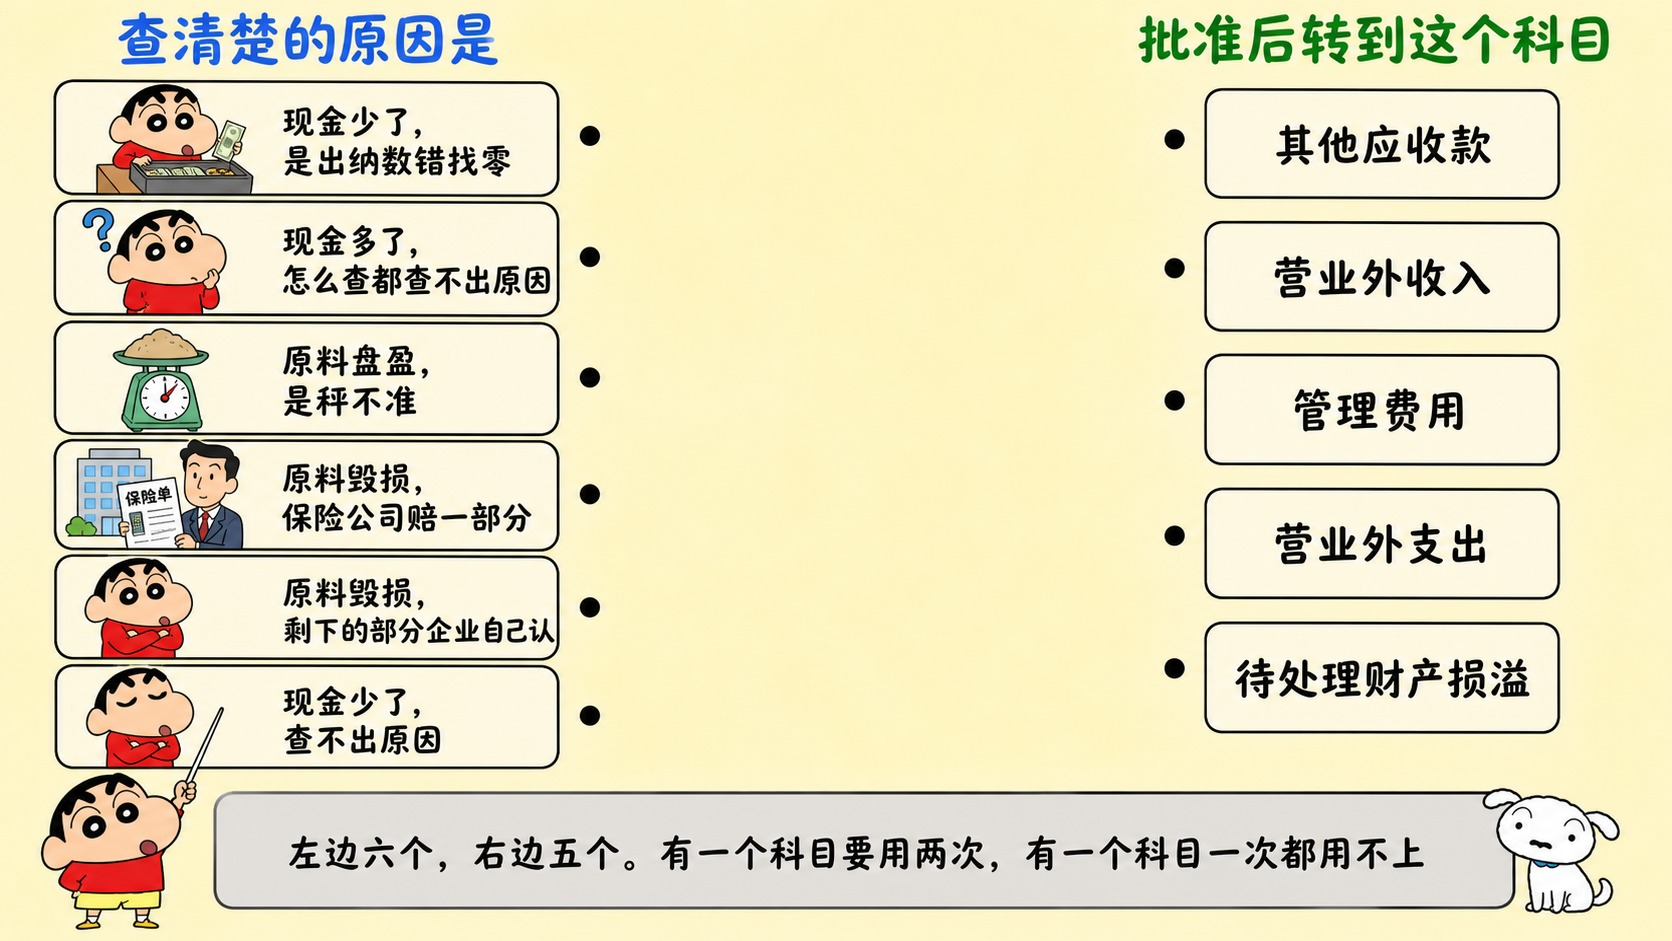 查清楚的原因是
批准后转到这个科目
现金少了，
是出纳数错找零
现金多了，
怎么查都查不出原因
原料盘盈，
是秤不准
保险单
原料毁损，
保险公司赔一部分
原料毁损，
剩下的部分企业自己认
现金少了，
查不出原因
其他应收款
营业外收入
管理费用
营业外支出
待处理财产损溢
左边六个，右边五个。有一个科目要用两次，有一个科目一次都用不上